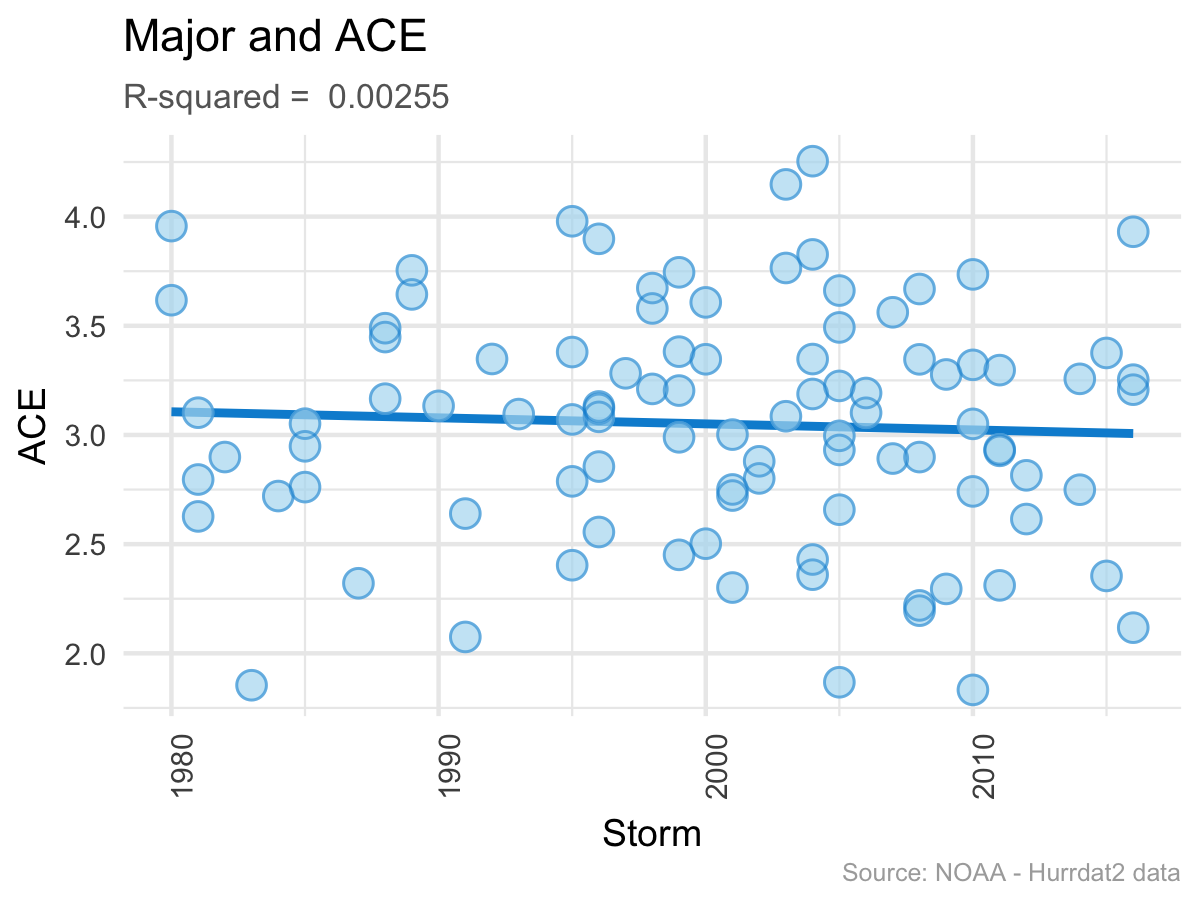 Major and ACE
R-squared =  0.00255
ACE
4.0
3.5
3.0
2.5
2.0
1980
1990
2000
2010
Storm
Source: NOAA - Hurrdat2 data